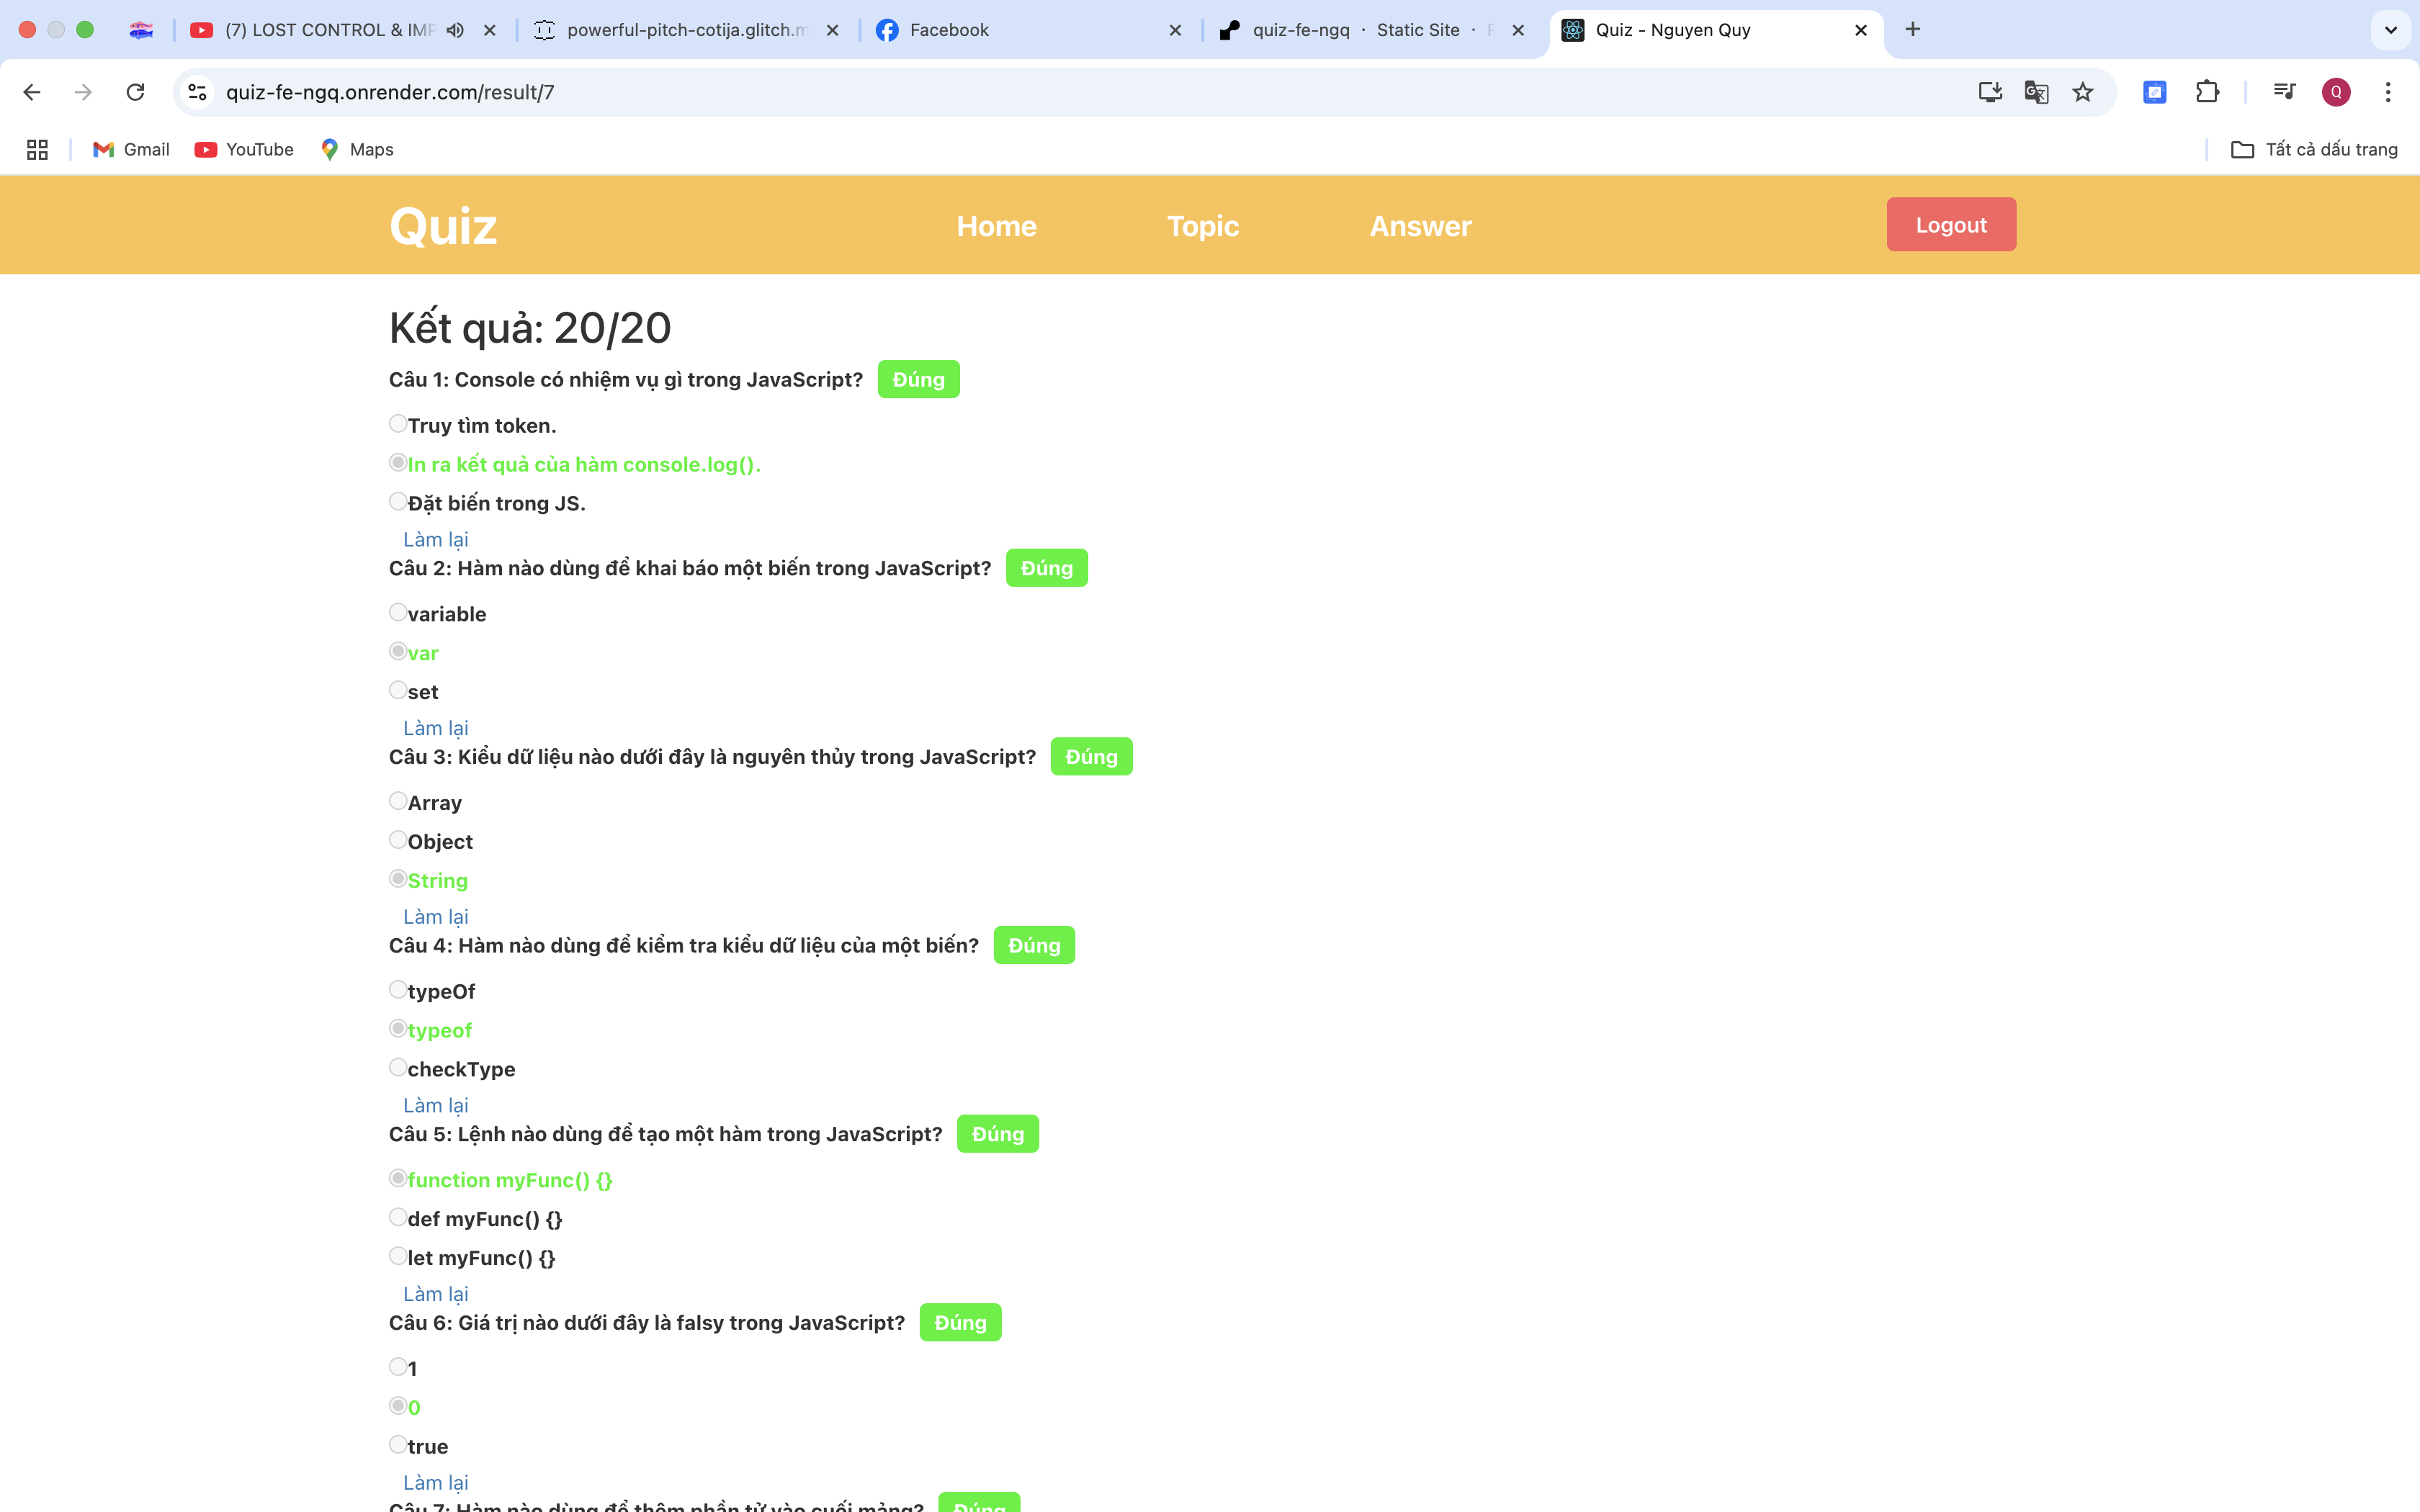 (7) LOST CONTROL & IMP
powerful-pitch-cotija.glitch.m
Facebook
quiz-fe-ngq · Static Site ·
Quiz - Nguyen Quy
quiz-fe-ngq.onrender.com/result/7
Q
Gmail
YouTube
Maps
Tất cả dấu trang
Quiz
Home
Topic
Answer
Logout
Kết quả: 20/20
Câu 1: Console có nhiệm vụ gì trong JavaScript? Đúng
Truy tìm token.
In ra kết quả của hàm console.log().
Đặt biến trong JS.
Làm lại
Câu 2: Hàm nào dùng để khai báo một biến trong JavaScript? Đúng
variable
var
set
Làm lại
Câu 3: Kiểu dữ liệu nào dưới đây là nguyên thủy trong JavaScript? Đúng
Array
Object
String
Làm lại
Câu 4: Hàm nào dùng để kiểm tra kiểu dữ liệu của một biến? Đúng
typeOf
typeof
checkType
Làm lại
Câu 5: Lệnh nào dùng để tạo một hàm trong JavaScript? Đúng
function myFunc() {}
def myFunc() {}
let myFunc() {}
Làm lại
Câu 6: Giá trị nào dưới đây là falsy trong JavaScript? Đúng
1
0
true
Làm lại
Câu 7: Hàm nào dùng để thêm phần tử vào cuối mảng? Đúng